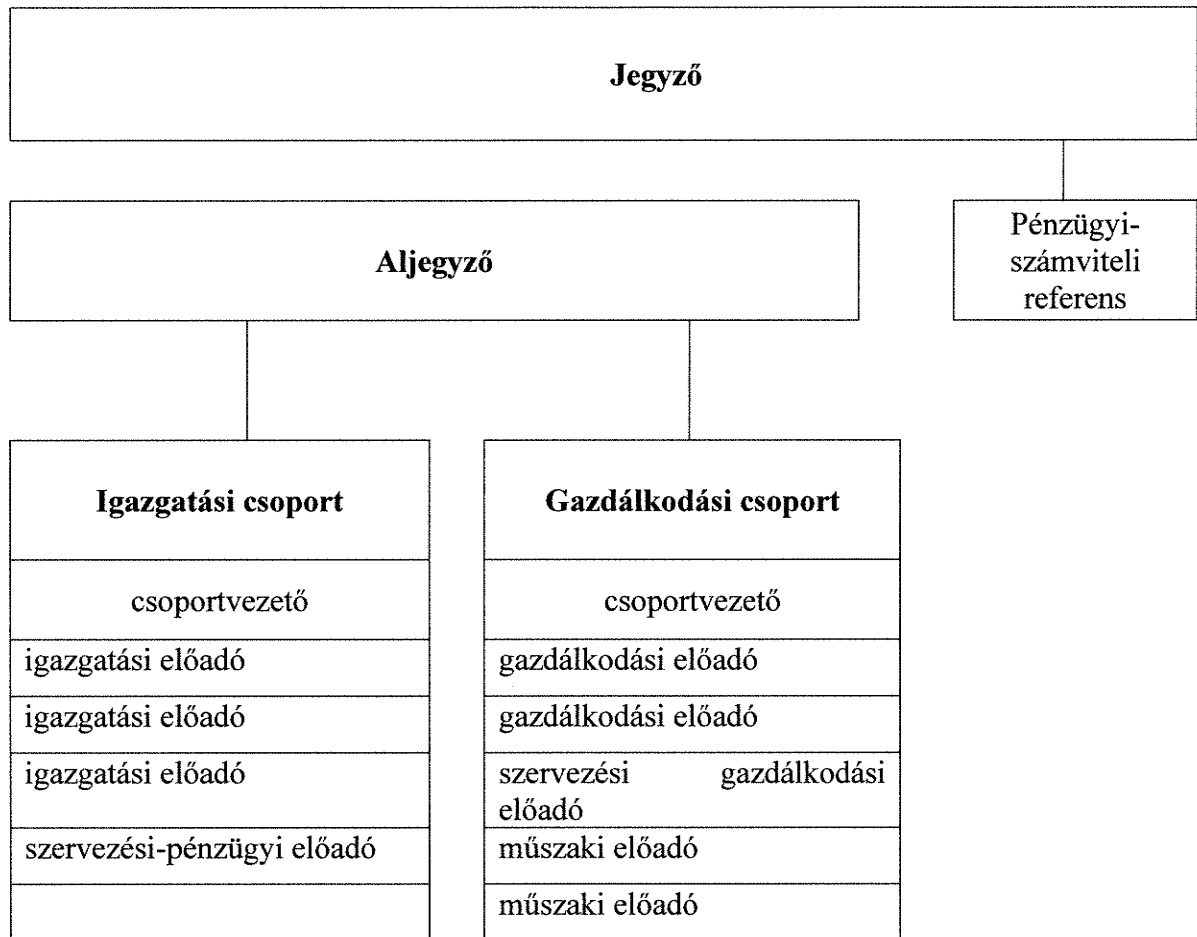 Jegyző
Aljegyző
Pénzügyi-
számviteli
referens
Igazgatási csoport
csoportvezető
igazgatási előadó
igazgatási előadó
igazgatási előadó
szervezési-pénzügyi előadó
Gazdálkodási csoport
csoportvezető
gazdálkodási előadó
gazdálkodási előadó
szervezési gazdálkodási
előadó
műszaki előadó
műszaki előadó